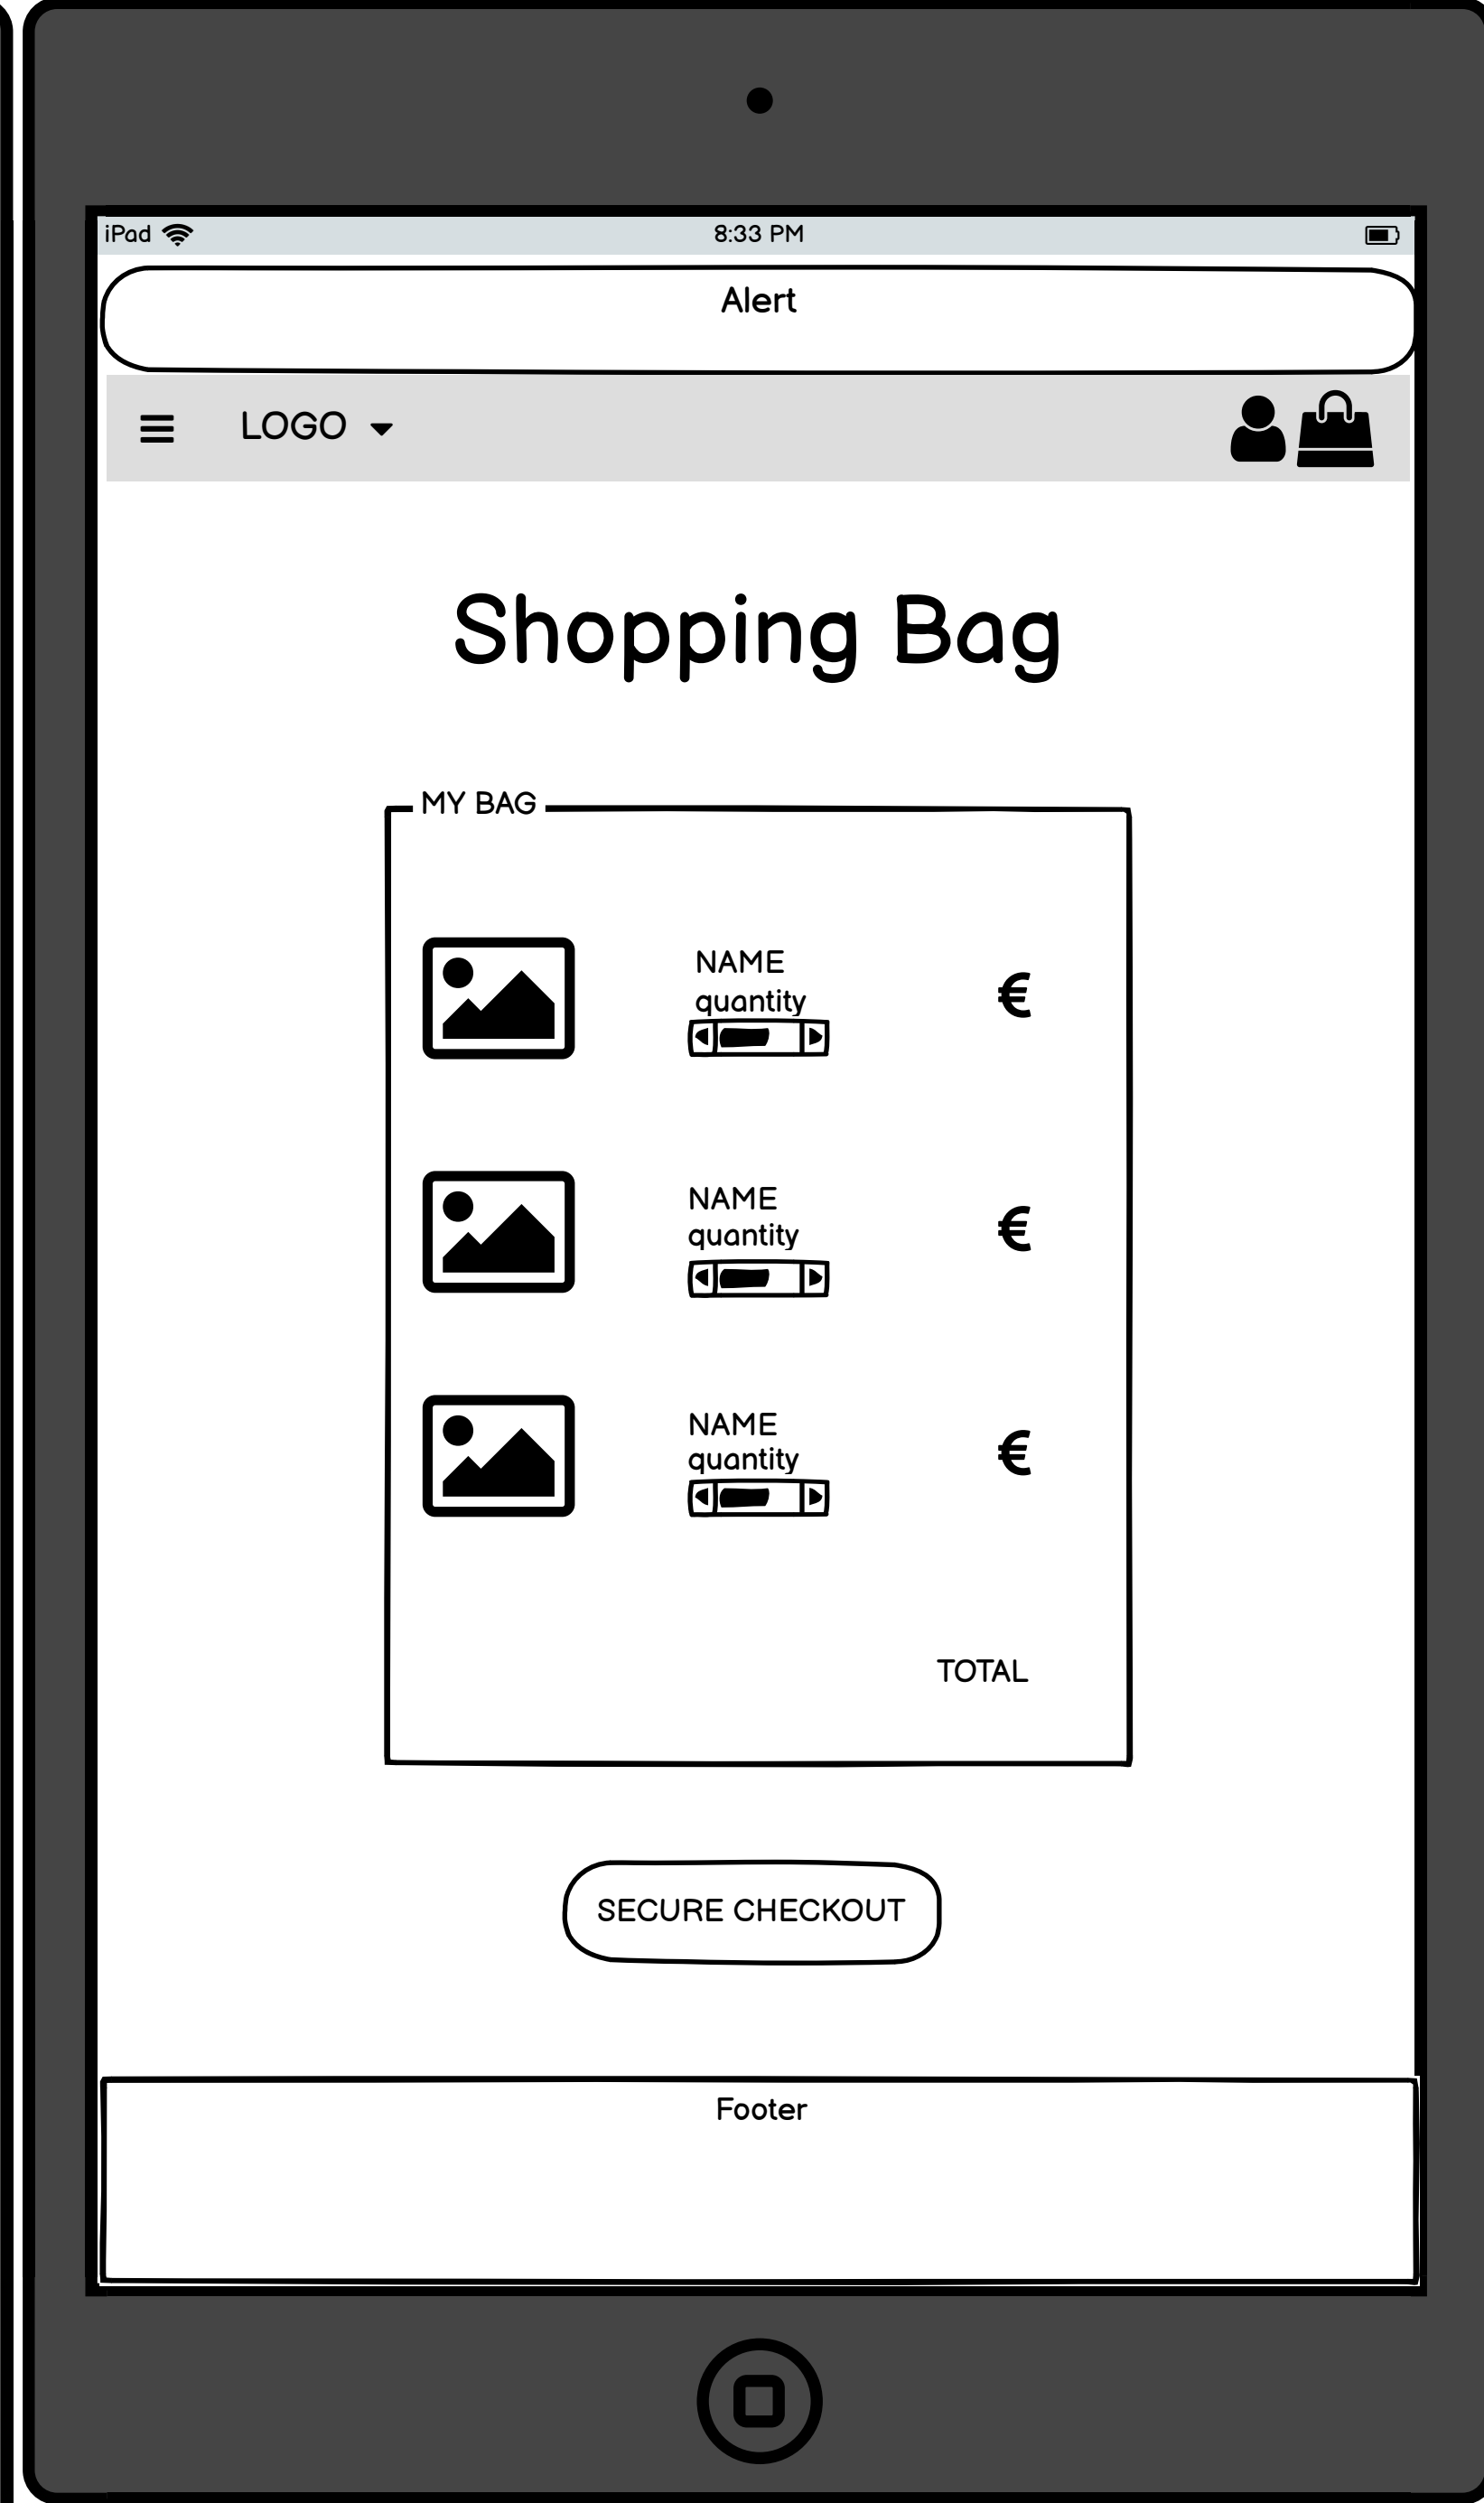 iPad 8:33 PM
Alert
LOGO
Shopping Bag
MY BAG
NAME
quantity
€
NAME
quantity
€
NAME
quantity
€
TOTAL
SECURE CHECKOUT
Footer